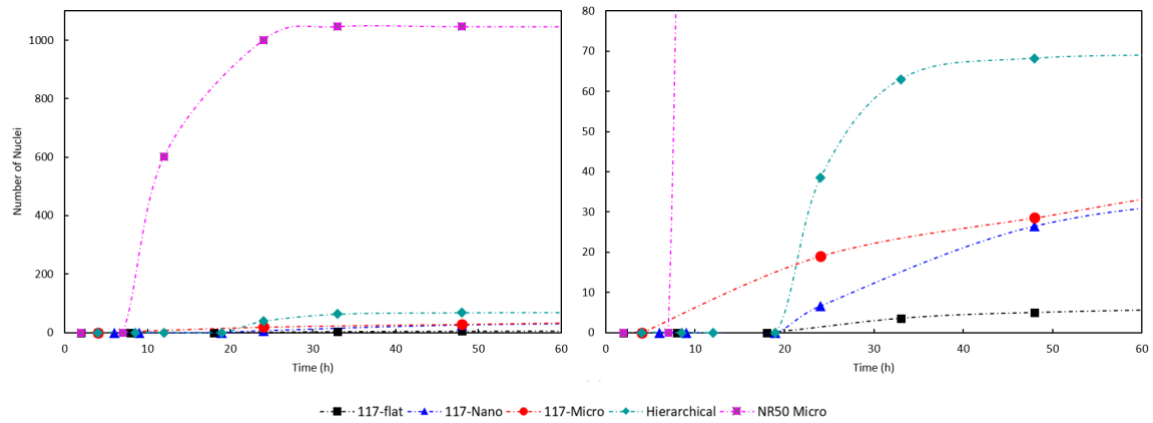 1000
800
600
400
200
0
Number of Nuclei
0 10 20 30 40 50 60
Time (h)
80
70
60
50
40
30
20
10
0
0 10 20 30 40 50 60
Time (h)
117-flat 117-Nano 117-Micro Hierarchical NR50 Micro